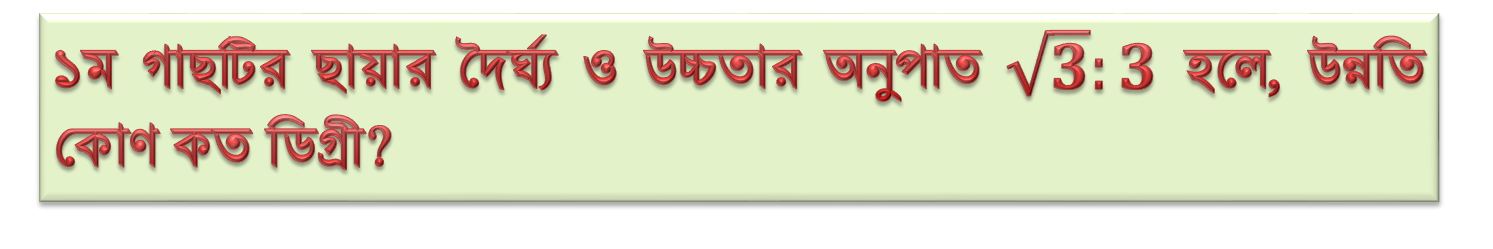 ১ম গাছটির ছায়ার দৈর্ঘ্য ও উচ্চতার অনুপাত √3: 3 হলে, উন্নতি
কোণ কত ডিগ্রী?